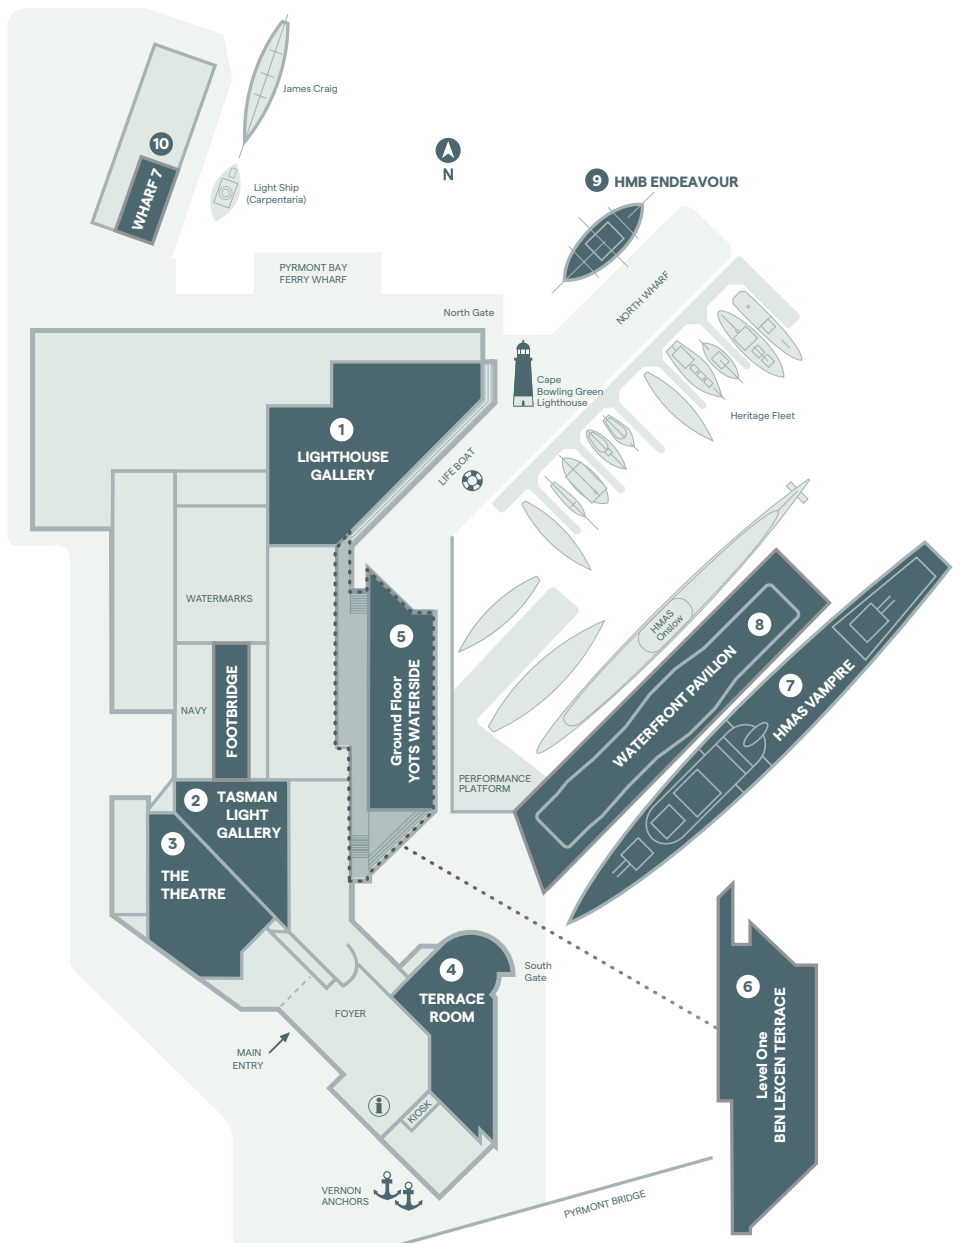 James Craig
10
WHARF 7
Light Ship
(Carpentaria)
N
9 HMB ENDEAVOUR
PYRMONT BAY
FERRY WHARF
NORTH WHARF
North Gate
Cape
Bowling Green
Lighthouse
Heritage Fleet
1
LIGHTHOUSE
GALLERY
LIFE BOAT
WATERMARKS
5
Ground Floor
YOTS WATERSIDE
HMAS
Onslow
8
WATERFRONT PAVILION
7
HMAS VAMPIRE
NAVY
FOOTBRIDGE
PERFORMANCE
PLATFORM
2 TASMAN
LIGHT
GALLERY
3
THE
THEATRE
4
TERRACE
ROOM
South
Gate
6
Level One
BEN LEXCEN TERRACE
FOYER
MAIN
ENTRY
i
KIOSK
VERNON
ANCHORS
PYRMONT BRIDGE